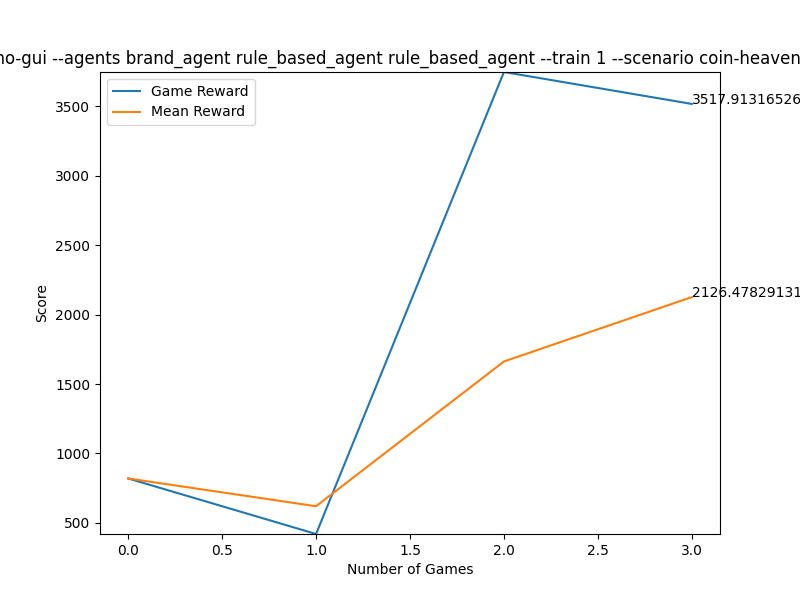 no-gui --agents brand_agent rule_based_agent rule_based_agent --train 1 --scenario coin-heaven
Game Reward
Mean Reward
3517.91316526
2126.47829131
Score
3500
3000
2500
2000
1500
1000
500
0.0 0.5 1.0 1.5 2.0 2.5 3.0
Number of Games